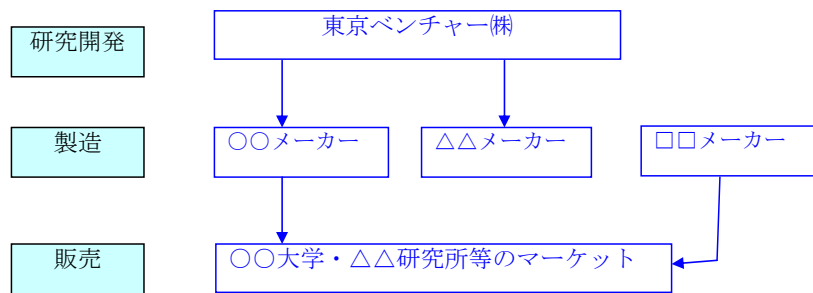 研究開発
東京ベンチャー㈱
製造
○○メーカー
△△メーカー
□□メーカー
販売
○○大学・△△研究所等のマーケット